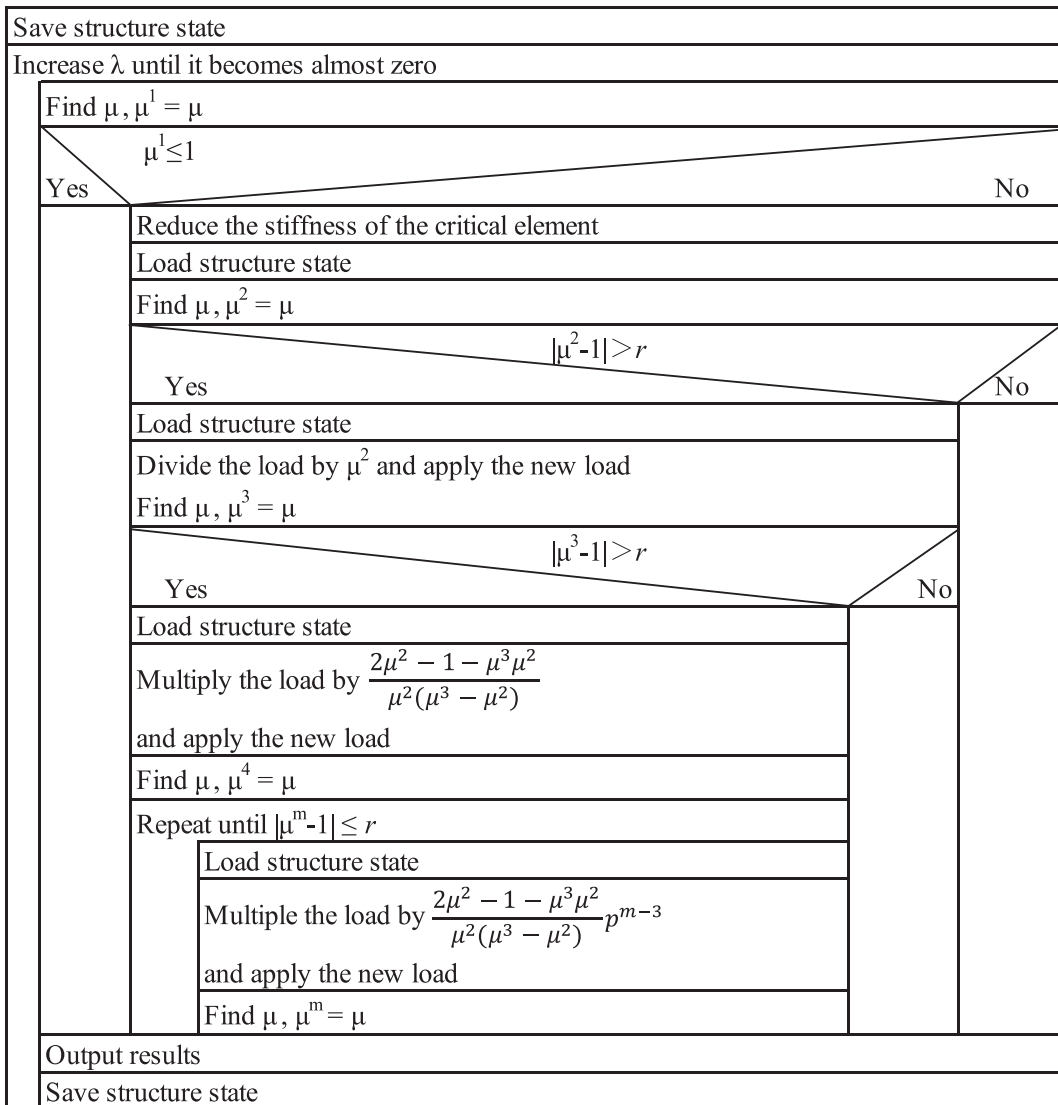 Save structure state
Increase λ until it becomes almost zero
Find μ, μ¹ = μ
μ¹≤1
Yes
No
Reduce the stiffness of the critical element
Load structure state
Find μ, μ² = μ
|μ²-1|>r
Yes
No
Load structure state
Divide the load by μ² and apply the new load
Find μ, μ³ = μ
|μ³-1|>r
Yes
No
Load structure state
Multiply the load by (2μ² − 1 − μ³μ²)/(μ²(μ³ − μ²))
and apply the new load
Find μ, μ⁴ = μ
Repeat until |μᵐ-1| ≤ r
Load structure state
Multiple the load by (2μ² − 1 − μ³μ²)/(μ²(μ³ − μ²)) pᵐ⁻³
and apply the new load
Find μ, μᵐ = μ
Output results
Save structure state